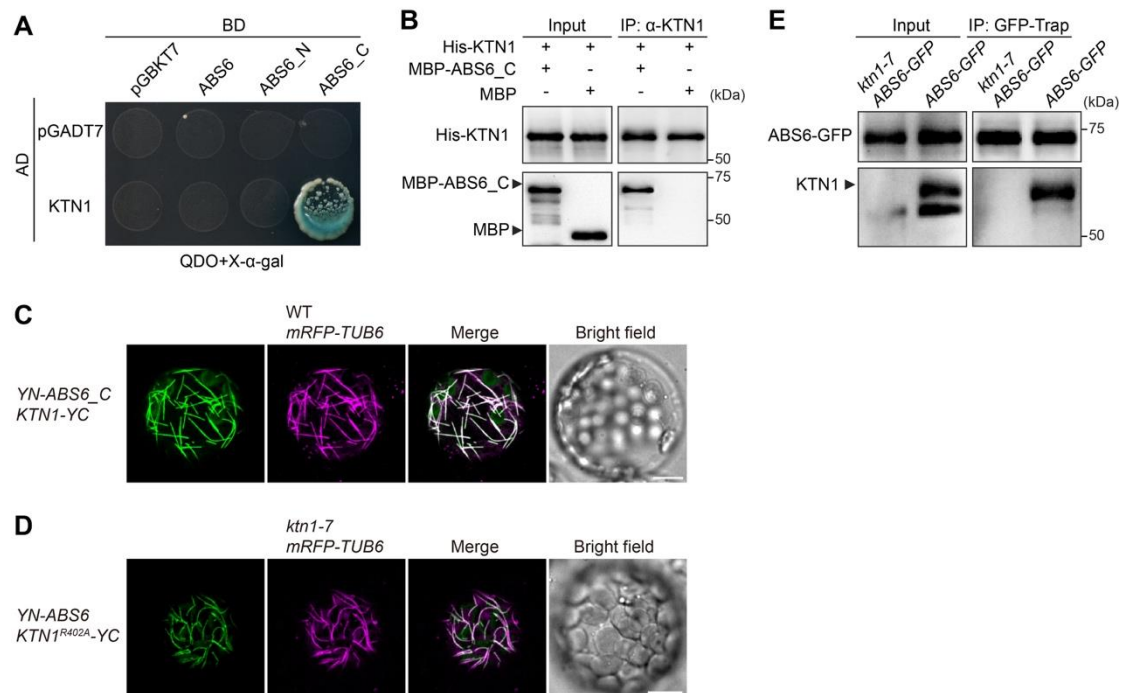 A
BD
pGBKT7
ABS6
ABS6_N
ABS6_C
AD
pGADT7
KTN1
QDO+X-α-gal
B
Input
IP: α-KTN1
His-KTN1 + + + +
MBP-ABS6_C + - + -
MBP - + - + (kDa)
His-KTN1
50
MBP-ABS6_C
75
50
MBP
E
Input
IP: GFP-Trap
ktn1-7
ABS6-GFP
ABS6-GFP
ktn1-7
ABS6-GFP
ABS6-GFP
(kDa)
ABS6-GFP
75
KTN1
50
C
WT
mRFP-TUB6
Merge
Bright field
YN-ABS6_C
KTN1-YC
D
ktn1-7
mRFP-TUB6
Merge
Bright field
YN-ABS6
KTN1R402A-YC